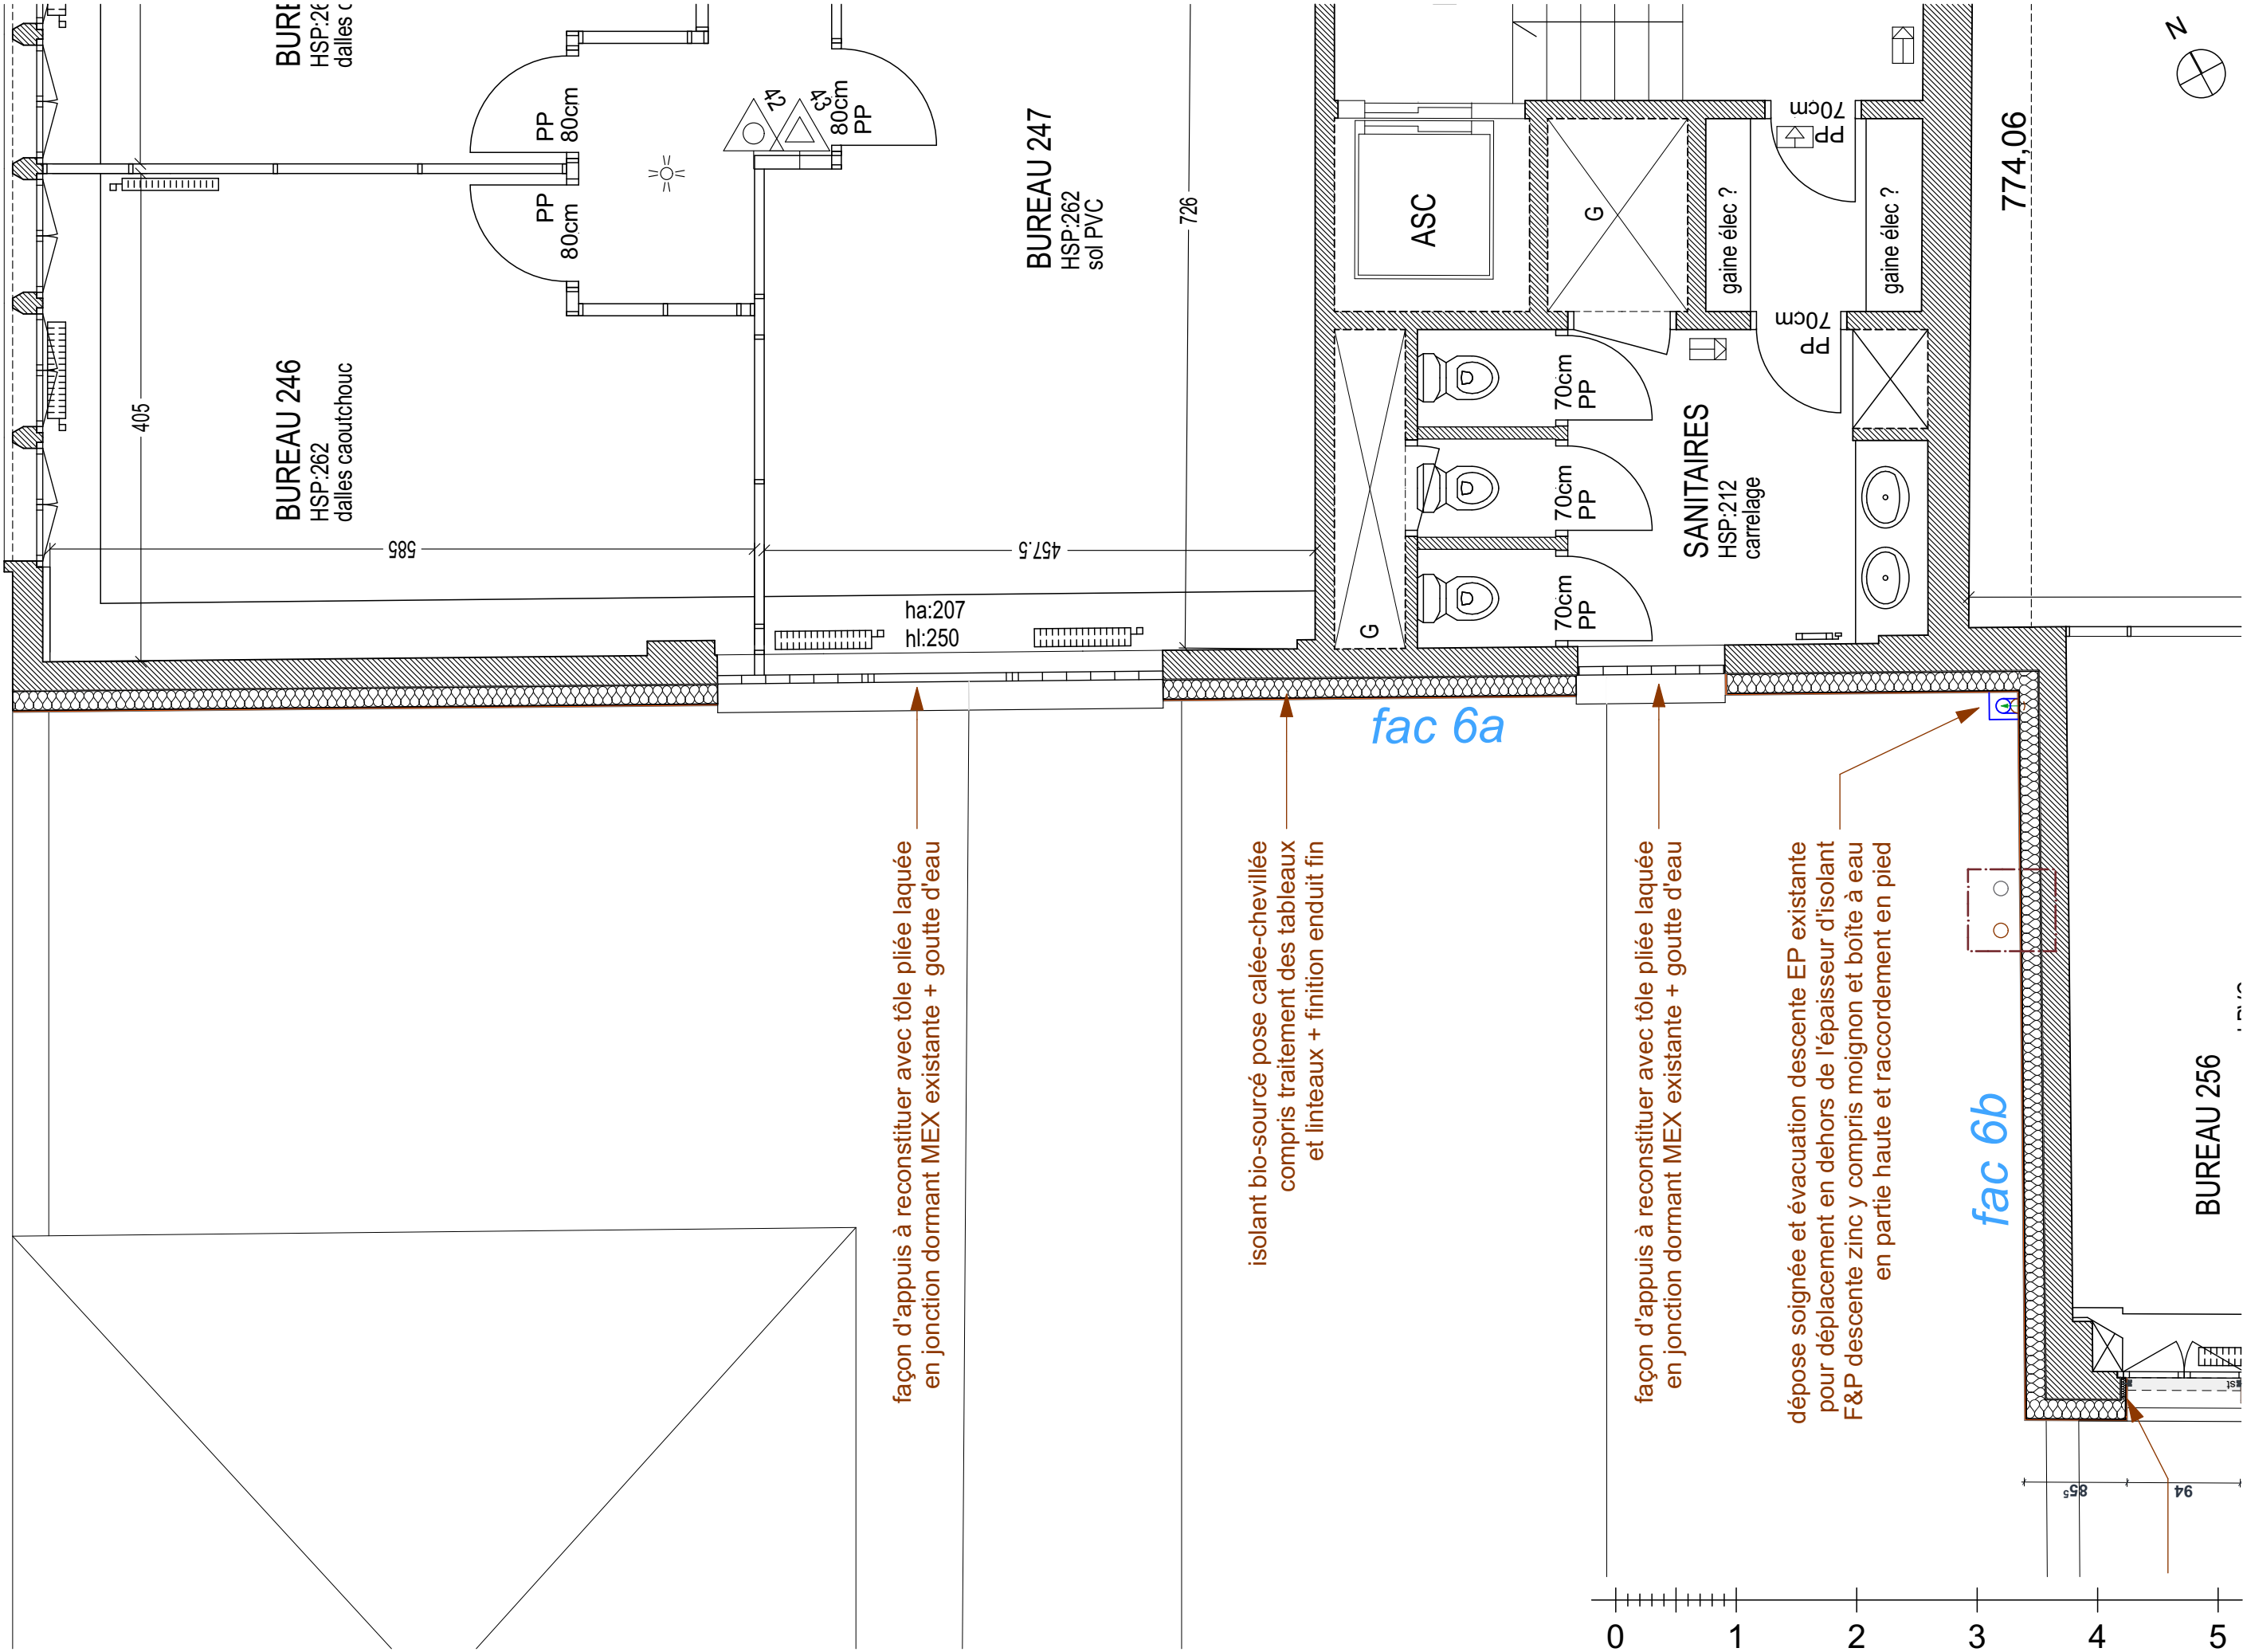 BURE
HSP:26
dalles c
PP
80cm
PP
80cm
42
43
80cm
PP
BUREAU 247
HSP:262
sol PVC
726
ASC
G
gaine élec ?
70cm
PP
gaine élec ?
774,06
N
405
BUREAU 246
HSP:262
dalles caoutchouc
70cm
PP
70cm
PP
70cm
PP
70cm
PP
SANITAIRES
HSP:212
carrelage
585
457.5
ha:207
hl:250
G
fac 6a
façon d'appuis à reconstituer avec tôle pliée laquée
en jonction dormant MEX existante + goutte d'eau
isolant bio-sourcé pose calée-chevillée
compris traitement des tableaux
et linteaux + finition enduit fin
façon d'appuis à reconstituer avec tôle pliée laquée
en jonction dormant MEX existante + goutte d'eau
dépose soignée et évacuation descente EP existante
pour déplacement en dehors de l'épaisseur d'isolant
F&P descente zinc y compris moignon et boîte à eau
en partie haute et raccordement en pied
fac 6b
BUREAU 256
85⁵
94
0 1 2 3 4 5